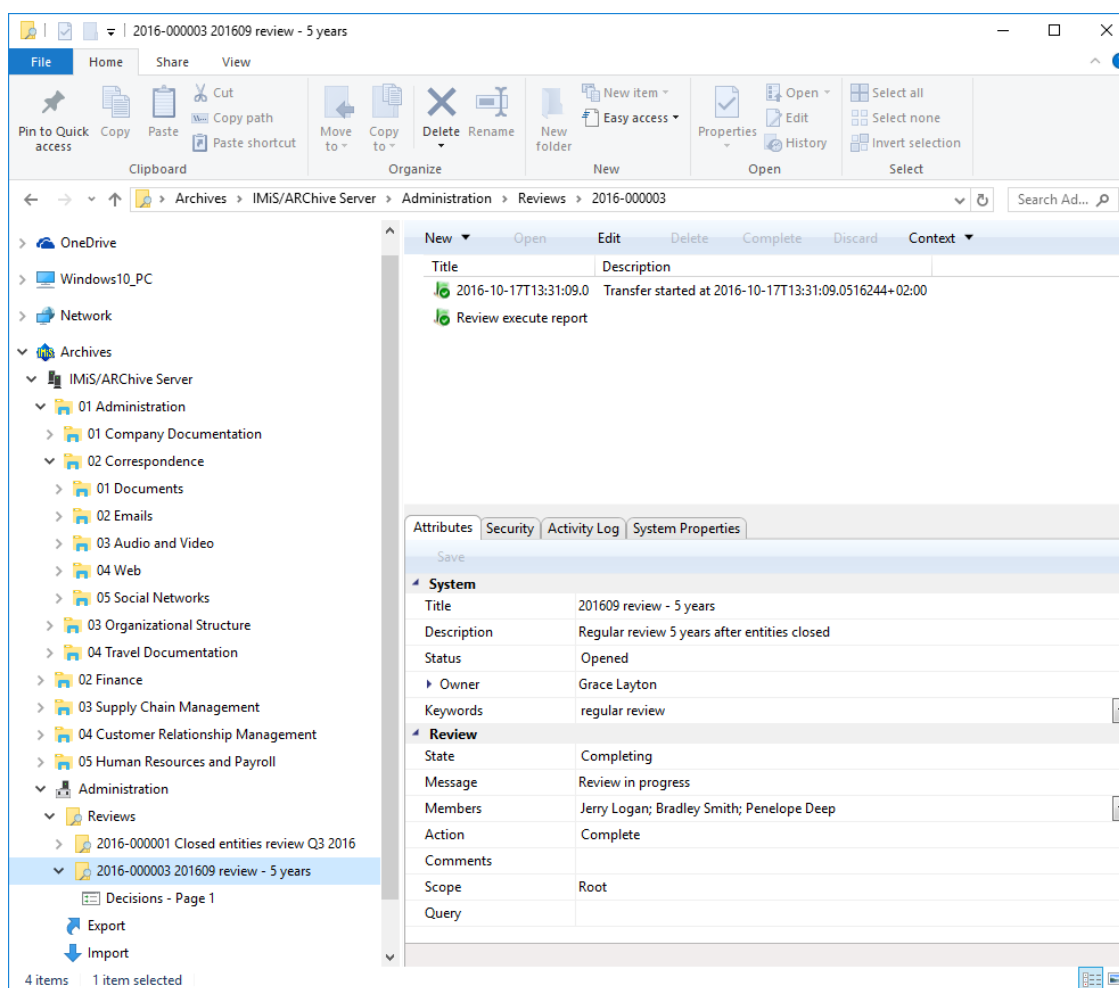 2016-000003 201609 review - 5 years
File Home Share View
Pin to Quick access
Copy
Paste
Cut
Copy path
Paste shortcut
Clipboard
Move to
Copy to
Delete
Rename
Organize
New folder
New item
Easy access
New
Properties
Open
Edit
History
Open
Select all
Select none
Invert selection
Select
Archives > IMiS/ARChive Server > Administration > Reviews > 2016-000003
Search Ad...
OneDrive
Windows10_PC
Network
Archives
IMiS/ARChive Server
01 Administration
01 Company Documentation
02 Correspondence
01 Documents
02 Emails
03 Audio and Video
04 Web
05 Social Networks
03 Organizational Structure
04 Travel Documentation
02 Finance
03 Supply Chain Management
04 Customer Relationship Management
05 Human Resources and Payroll
Administration
Reviews
2016-000001 Closed entities review Q3 2016
2016-000003 201609 review - 5 years
Decisions - Page 1
Export
Import
New Open Edit Delete Complete Discard Context
Title Description
2016-10-17T13:31:09.0 Transfer started at 2016-10-17T13:31:09.0516244+02:00
Review execute report
Attributes Security Activity Log System Properties
Save
System
Title 201609 review - 5 years
Description Regular review 5 years after entities closed
Status Opened
Owner Grace Layton
Keywords regular review
Review
State Completing
Message Review in progress
Members Jerry Logan; Bradley Smith; Penelope Deep
Action Complete
Comments
Scope Root
Query
4 items 1 item selected